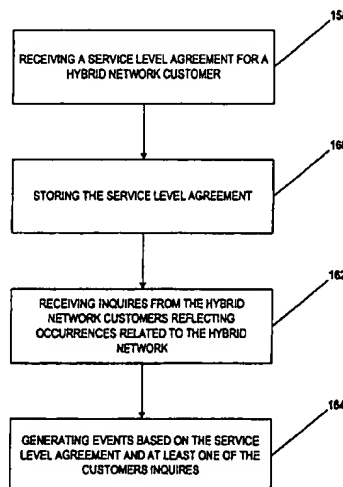 RECEIVING A SERVICE LEVEL AGREEMENT FOR A
HYBRID NETWORK CUSTOMER
STORING THE SERVICE LEVEL AGREEMENT
160
RECEIVING INQUIRES FROM THE HYBRID
NETWORK CUSTOMERS REFLECTING
OCCURRENCES RELATED TO THE HYBRID
NETWORK
162
GENERATING EVENTS BASED ON THE SERVICE
LEVEL AGREEMENT AND AT LEAST ONE OF THE
CUSTOMERS INQUIRES
164